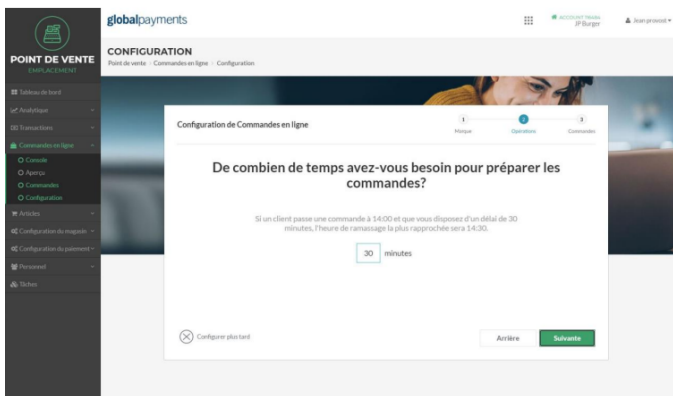 globalpayments
ACCOUNT TRAIN
JP Burger
Jean provost
POINT DE VENTE
EMPLACEMENT
CONFIGURATION
Point de vente > Commandes en ligne > Configuration
Tableau de bord
Analytique
Transactions
Commandes en ligne
Console
Aperçu
Commandes
Configuration
Articles
Configuration du magasin
Configuration du paiement
Personnel
Tâches
Configuration de Commandes en ligne
1
2
3
Marque
Opérations
Commandes
De combien de temps avez-vous besoin pour préparer les
commandes?
Si un client passe une commande à 14:00 et que vous disposez d'un délai de 30
minutes, l'heure de ramassage la plus rapprochée sera 14:30.
30 minutes
Configurer plus tard
Arrière
Suivante